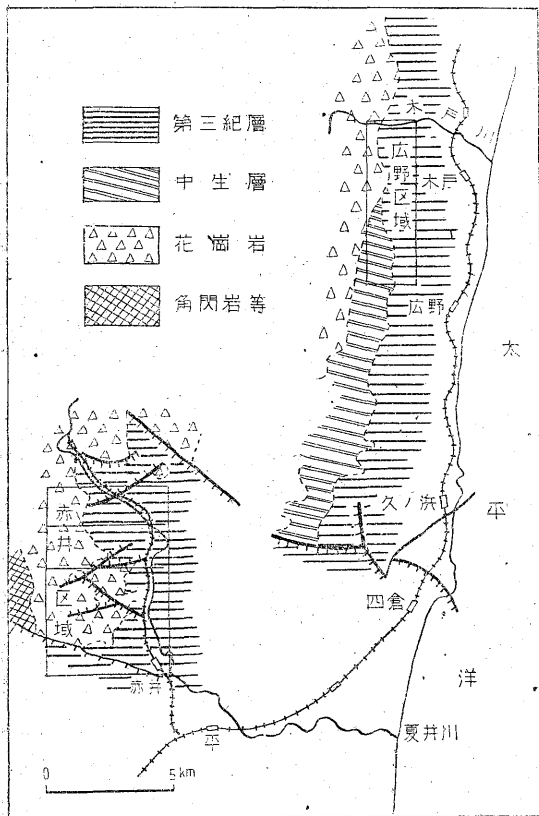 第三紀層
中生層
花崗岩
角閃岩等
木戸川
広野区域
木戸
広野
太平洋
久ノ浜
四倉
赤井区域
赤井
平
夏井川
0 5km